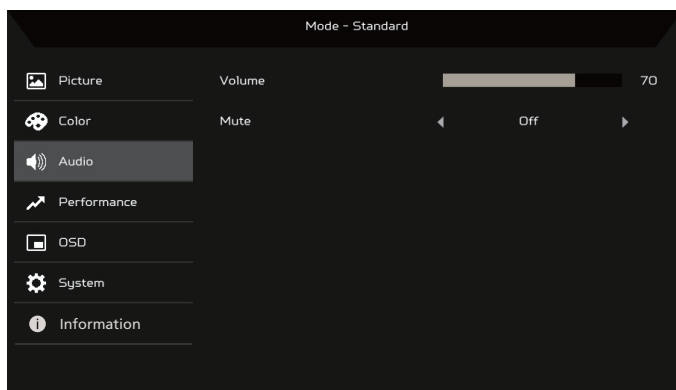 Mode - Standard
Picture
Volume 70
Color
Mute Off
Audio
Performance
OSD
System
Information